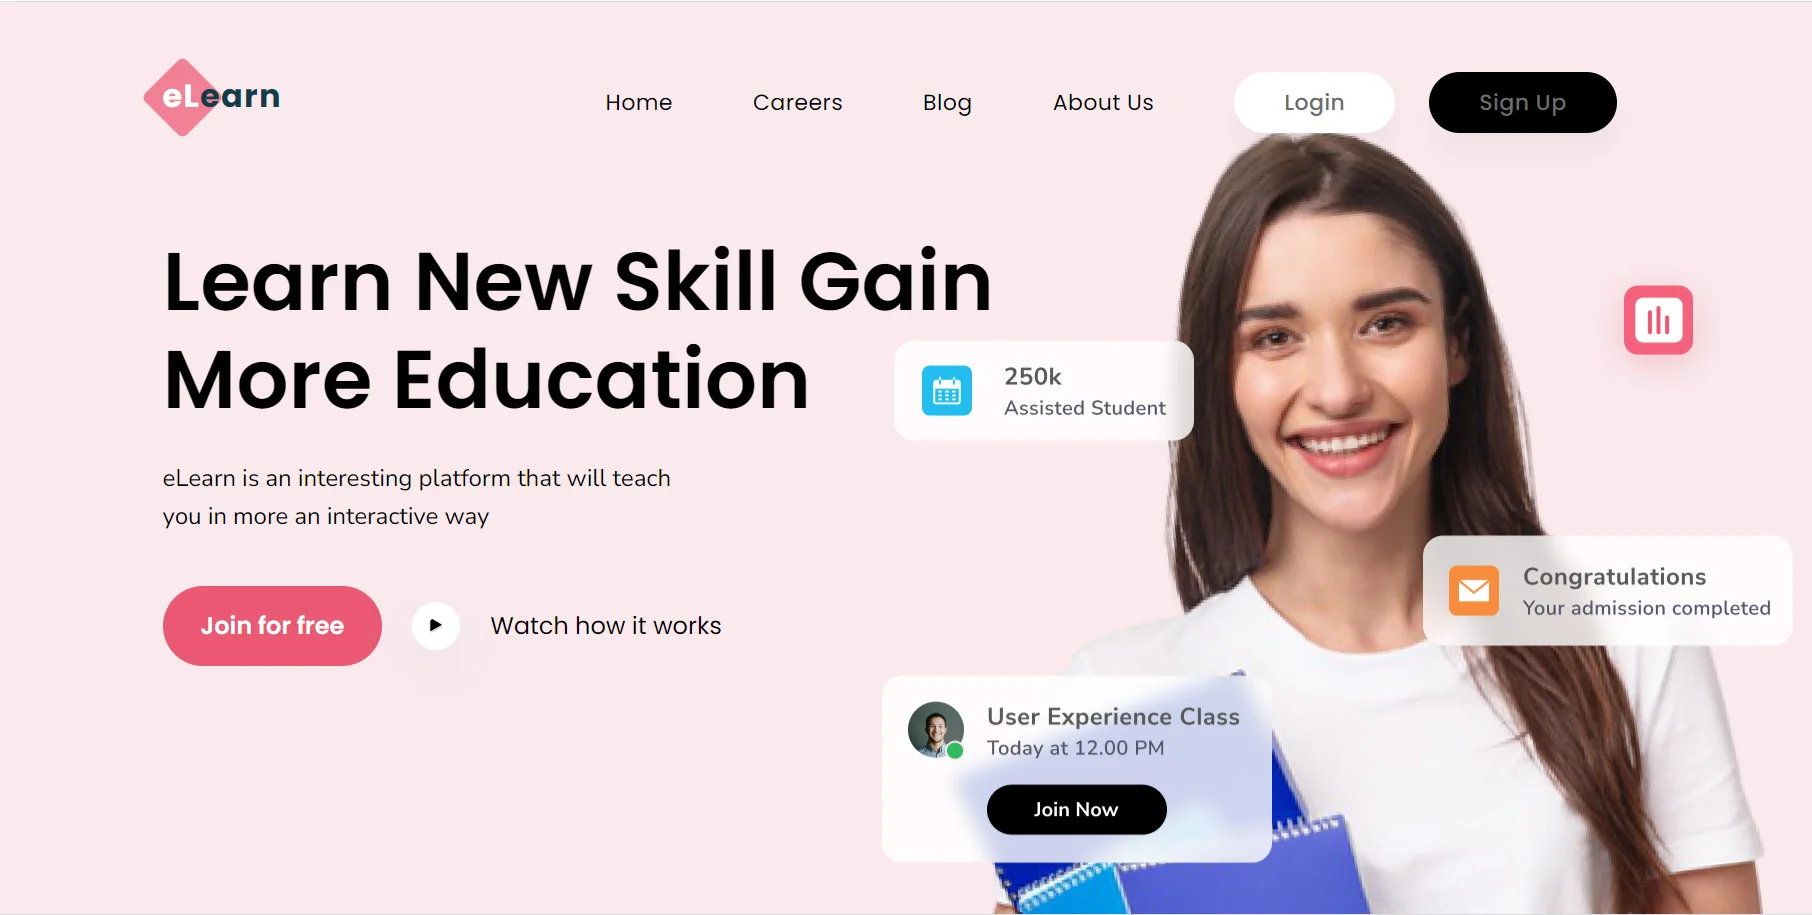 eLearn
Home
Careers
Blog
About Us
Login
Sign Up
Learn New Skill Gain
More Education
250k
Assisted Student
eLearn is an interesting platform that will teach
you in more an interactive way
Congratulations
Your admission completed
Join for free
Watch how it works
User Experience Class
Today at 12.00 PM
Join Now